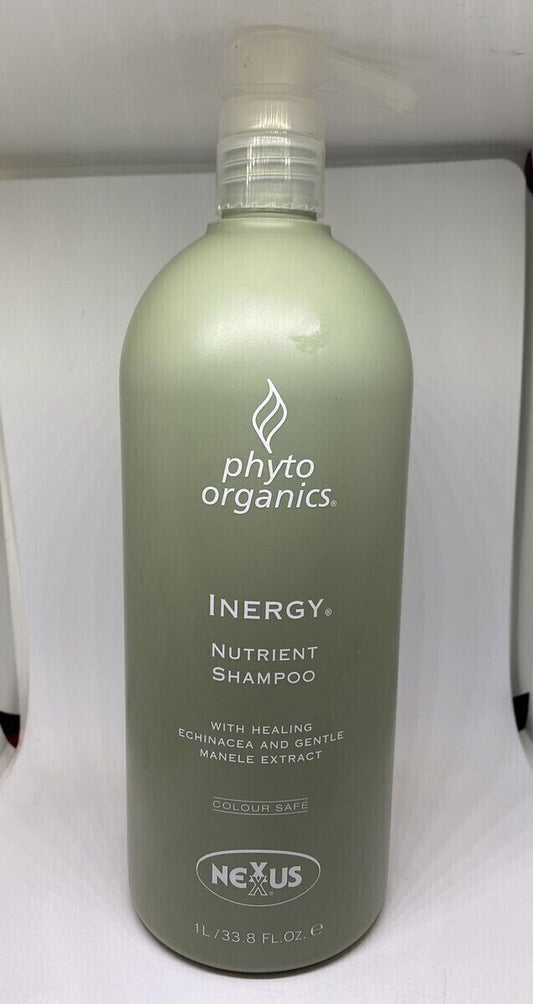 phyto
organics®
INERGY®
NUTRIENT
SHAMPOO
WITH HEALING
ECHINACEA AND GENTLE
MANELE EXTRACT
COLOUR SAFE
NEXXUS®
1L/33.8 FL.OZ. ℮